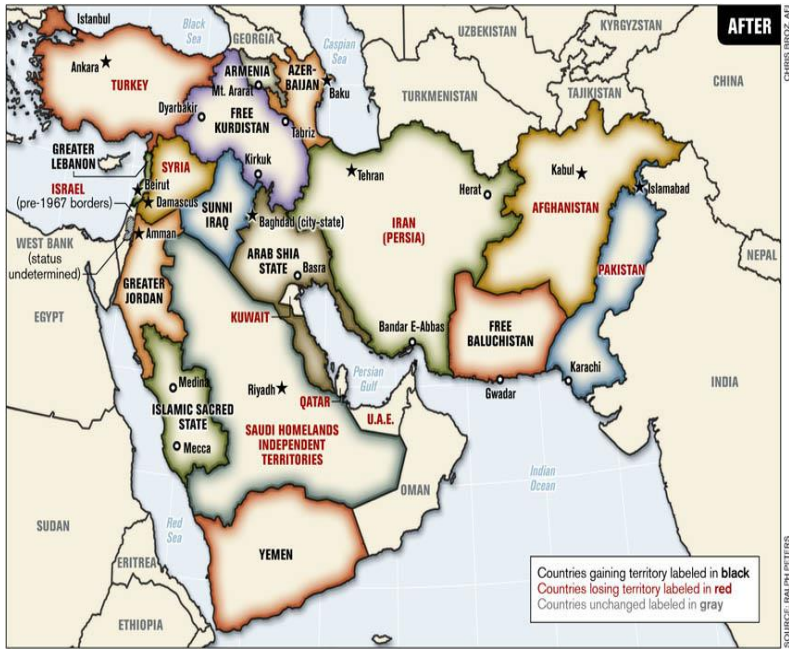 AFTER
CHRIS BROZ, AFJ
Istanbul
Black
Sea
GEORGIA
Caspian
Sea
UZBEKISTAN
KYRGYZSTAN
Ankara
TURKEY
ARMENIA
Mt. Ararat
AZER-
BAIJAN
Baku
TURKMENISTAN
TAJIKISTAN
CHINA
Dyarbakir
FREE
KURDISTAN
Tabriz
GREATER
LEBANON
SYRIA
Kirkuk
Tehran
Herat
Kabul
Islamabad
ISRAEL
(pre-1967 borders)
Beirut
Damascus
SUNNI
IRAQ
Baghdad (city-state)
IRAN
(PERSIA)
AFGHANISTAN
WEST BANK
(status
undetermined)
Amman
ARAB SHIA
STATE
Basra
PAKISTAN
NEPAL
GREATER
JORDAN
EGYPT
KUWAIT
Bandar E-Abbas
FREE
BALUCHISTAN
Karachi
INDIA
Gwadar
Medina
Riyadh
Persian
Gulf
QATAR
U.A.E.
ISLAMIC SACRED
STATE
Mecca
SAUDI HOMELANDS
INDEPENDENT
TERRITORIES
OMAN
Indian
Ocean
SUDAN
Red
Sea
YEMEN
ERITREA
ETHIOPIA
Countries gaining territory labeled in black
Countries losing territory labeled in red
Countries unchanged labeled in gray
SOURCE: RALPH PETERS